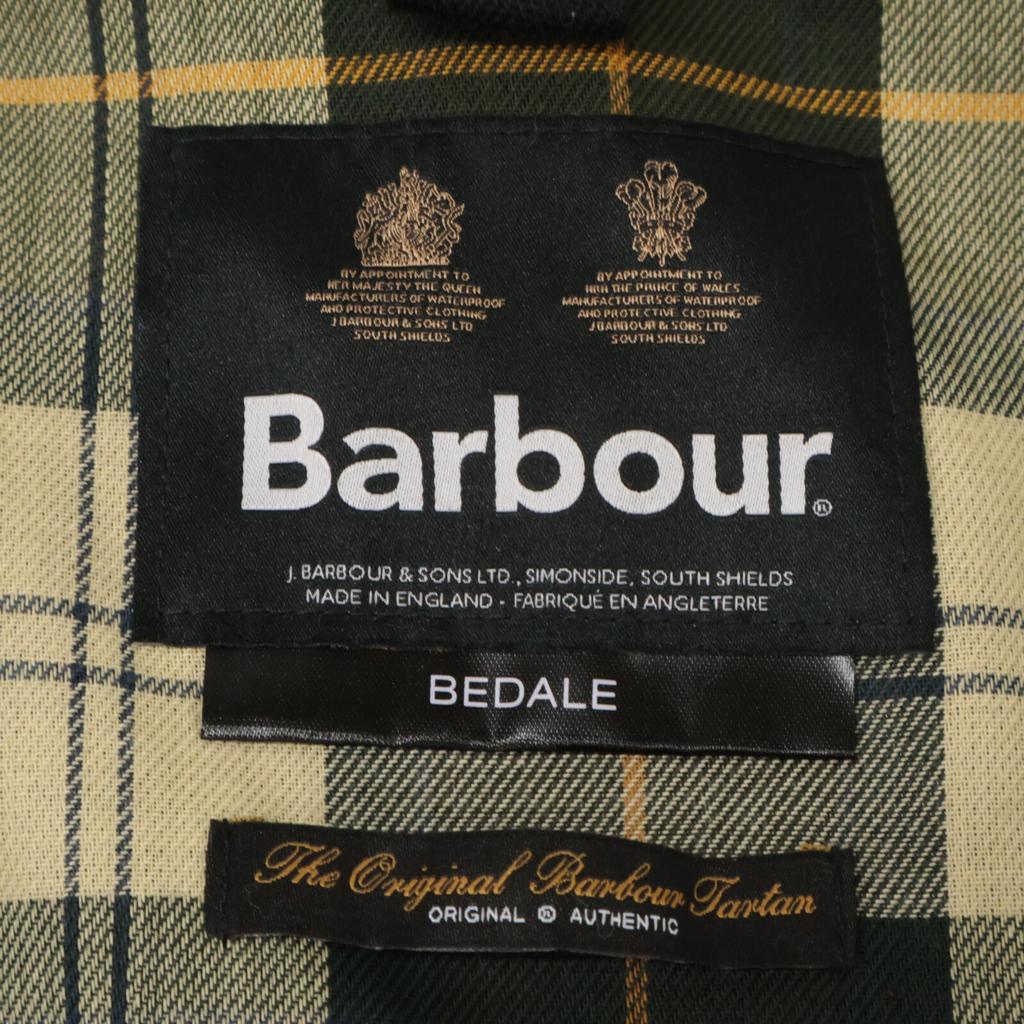 BY APPOINTMENT TO
HER MAJESTY THE QUEEN
MANUFACTURERS OF WATERPROOF
AND PROTECTIVE CLOTHING
J BARBOUR & SONS LTD
SOUTH SHIELDS
BY APPOINTMENT TO
HRH THE PRINCE OF WALES
MANUFACTURERS OF WATERPROOF
AND PROTECTIVE CLOTHING
J BARBOUR & SONS LTD
SOUTH SHIELDS
Barbour®
J. BARBOUR & SONS LTD., SIMONSIDE, SOUTH SHIELDS
MADE IN ENGLAND - FABRIQUÉ EN ANGLETERRE
BEDALE
The Original Barbour Tartan
ORIGINAL ® AUTHENTIC